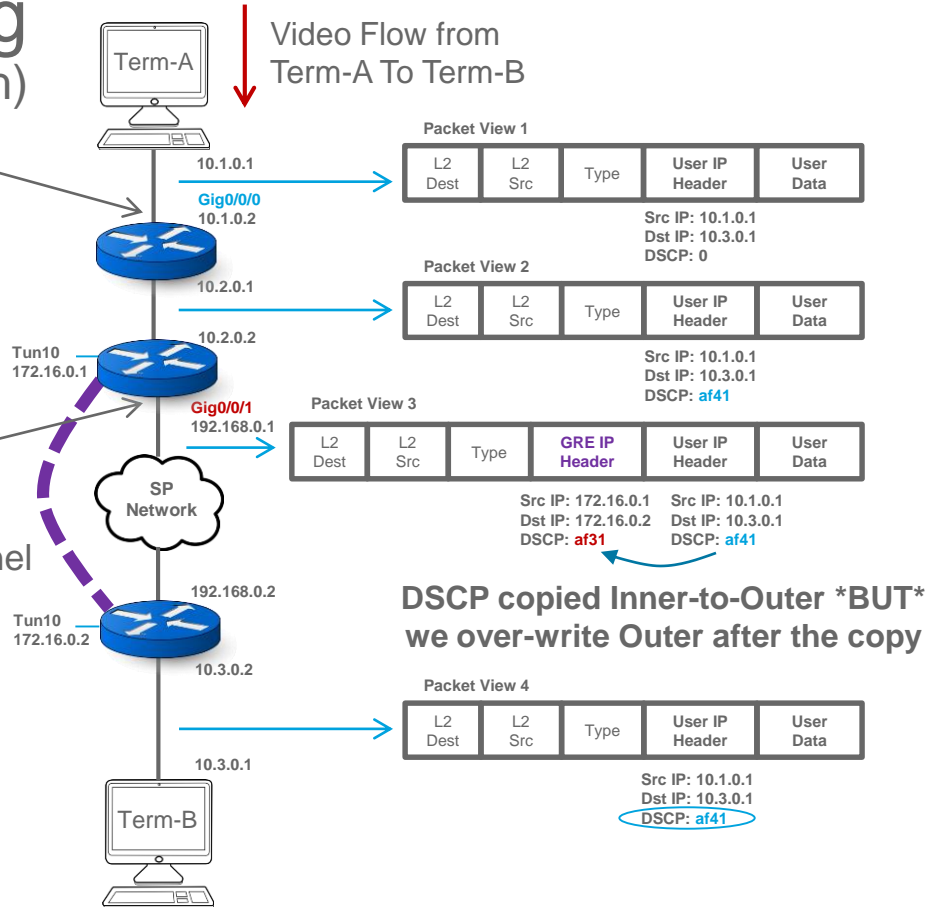 g
n)
Term-A
Video Flow from
Term-A To Term-B
Packet View 1
10.1.0.1
L2 Dest
L2 Src
Type
User IP Header
User Data
Gig0/0/0
10.1.0.2
Src IP: 10.1.0.1
Dst IP: 10.3.0.1
DSCP: 0
Packet View 2
10.2.0.1
L2 Dest
L2 Src
Type
User IP Header
User Data
10.2.0.2
Tun10
172.16.0.1
Src IP: 10.1.0.1
Dst IP: 10.3.0.1
DSCP: af41
Gig0/0/1
192.168.0.1
Packet View 3
L2 Dest
L2 Src
Type
GRE IP Header
User IP Header
User Data
SP
Network
Src IP: 172.16.0.1
Dst IP: 172.16.0.2
DSCP: af31
Src IP: 10.1.0.1
Dst IP: 10.3.0.1
DSCP: af41
nel
192.168.0.2
DSCP copied Inner-to-Outer *BUT*
we over-write Outer after the copy
Tun10
172.16.0.2
10.3.0.2
Packet View 4
L2 Dest
L2 Src
Type
User IP Header
User Data
10.3.0.1
Src IP: 10.1.0.1
Dst IP: 10.3.0.1
DSCP: af41
Term-B